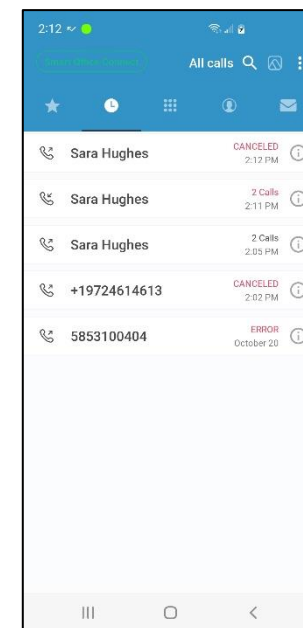 2:12
All calls
Sara Hughes
CANCELED
2:12 PM
Sara Hughes
2 Calls
2:11 PM
Sara Hughes
2 Calls
2:05 PM
+19724614613
CANCELED
2:02 PM
5853100404
ERROR
October 20